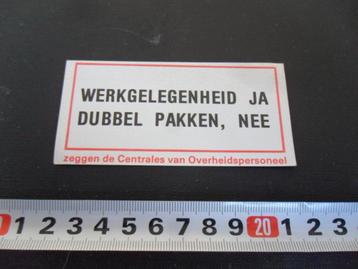 WERKGELEGENHEID JA
DUBBEL PAKKEN, NEE
zeggen de Centrales van Overheidspersoneel
1 2 3 4 5 6 7 8 9 20 1 2 3